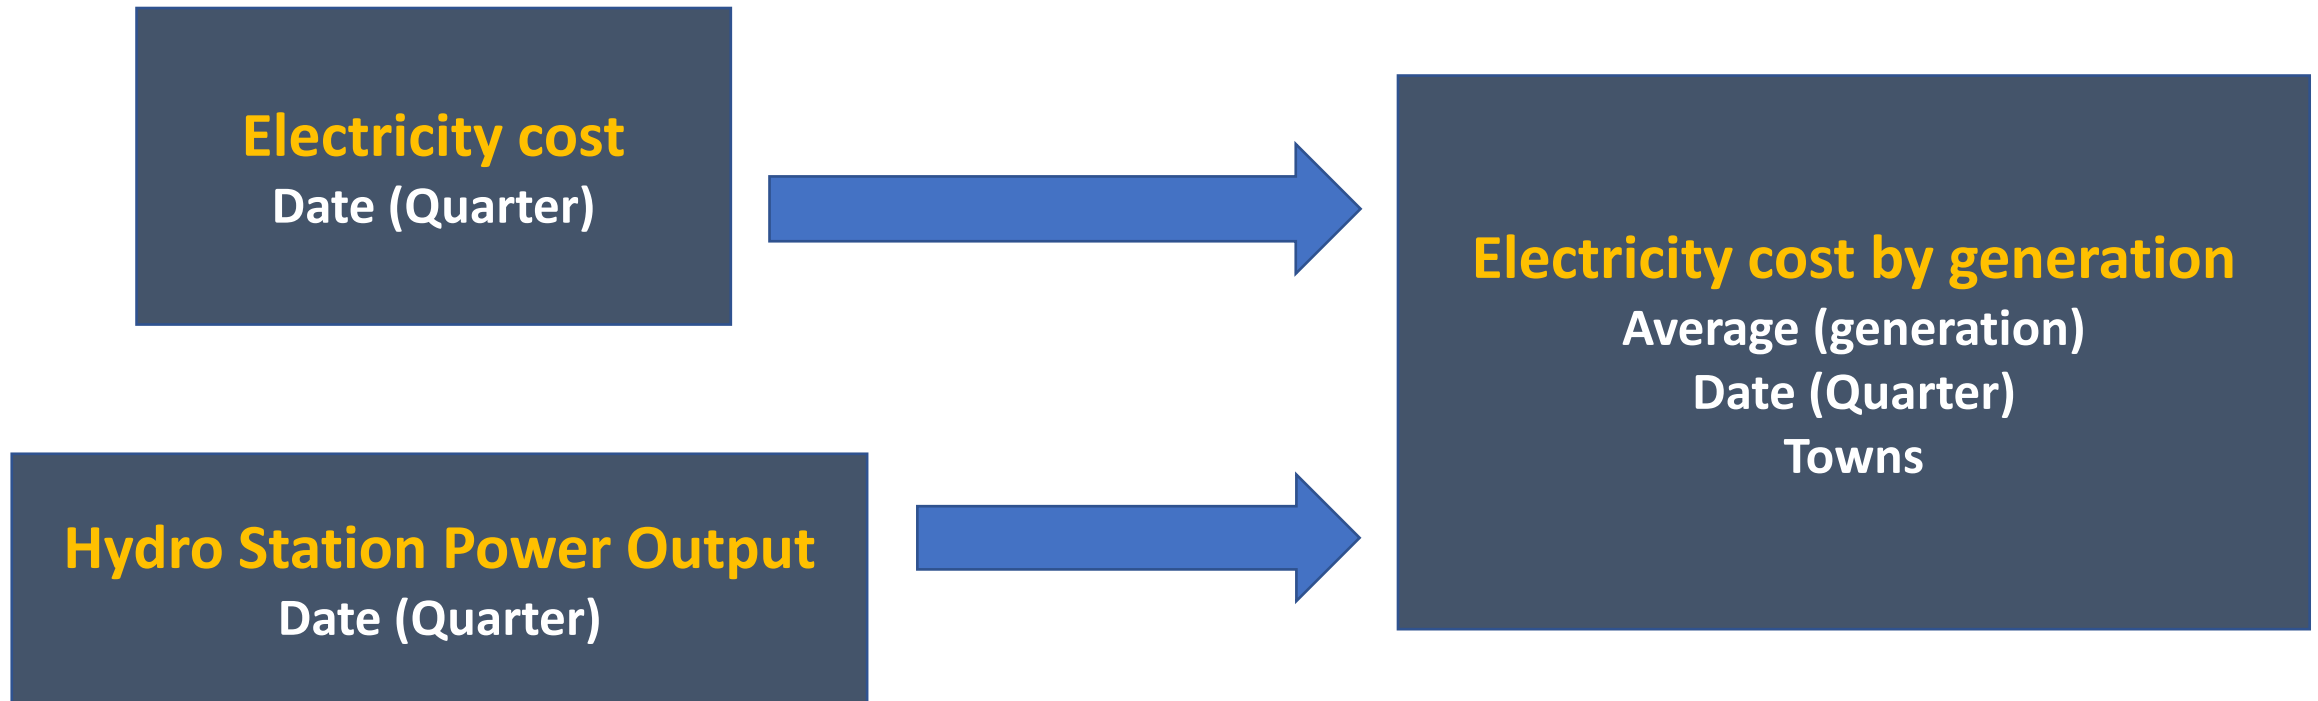 Electricity cost
Date (Quarter)
Hydro Station Power Output
Date (Quarter)
Electricity cost by generation
Average (generation)
Date (Quarter)
Towns